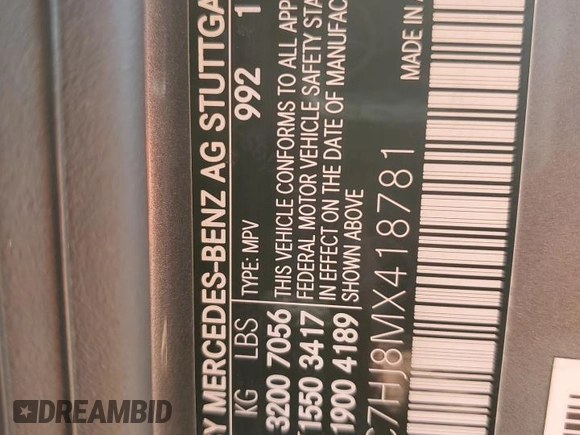 Y MERCEDES-BENZ AG STUTTGA
KG LBS TYPE: MPV 992 1
3200 7056
1550 3417
1900 4189
THIS VEHICLE CONFORMS TO ALL APP
FEDERAL MOTOR VEHICLE SAFETY STA
IN EFFECT ON THE DATE OF MANUFAC
SHOWN ABOVE
C7HJ8MX418781
MADE IN
DREAMBID